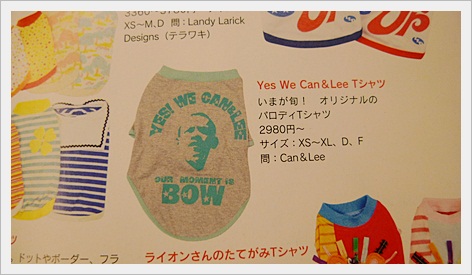 XS〜M、D　問：Landy Larick
Designs（テラワキ）
Yes We Can＆Lee Tシャツ
いまが旬！　オリジナルの
パロディTシャツ
2980円〜
サイズ：XS〜XL、D、F
問：Can＆Lee
YES! WE CAN&LEE
OUR MOMENT IS
BOW
ライオンさんのたてがみTシャツ
ドットやボーダー、フラ